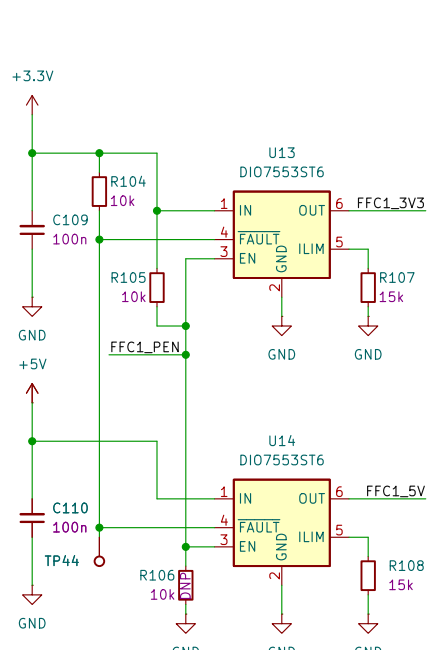 +3.3V
U13
DIO7553ST6
R104
10k
1 IN OUT 6 FFC1_3V3
C109
100n
4 FAULT
3 EN
GND
ILIM 5
2
R105
10k
R107
15k
GND
GND
GND
FFC1_PEN
+5V
U14
DIO7553ST6
1 IN OUT 6 FFC1_5V
C110
100n
4 FAULT
3 EN
GND
ILIM 5
2
TP44
R106
10k DNP
R108
15k
GND
GND
GND
GND